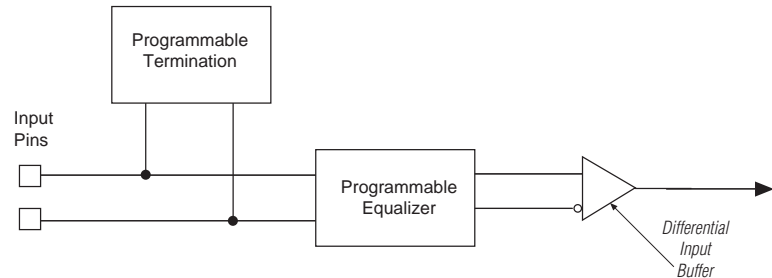 Programmable
Termination
Input
Pins
Programmable
Equalizer
Differential
Input
Buffer